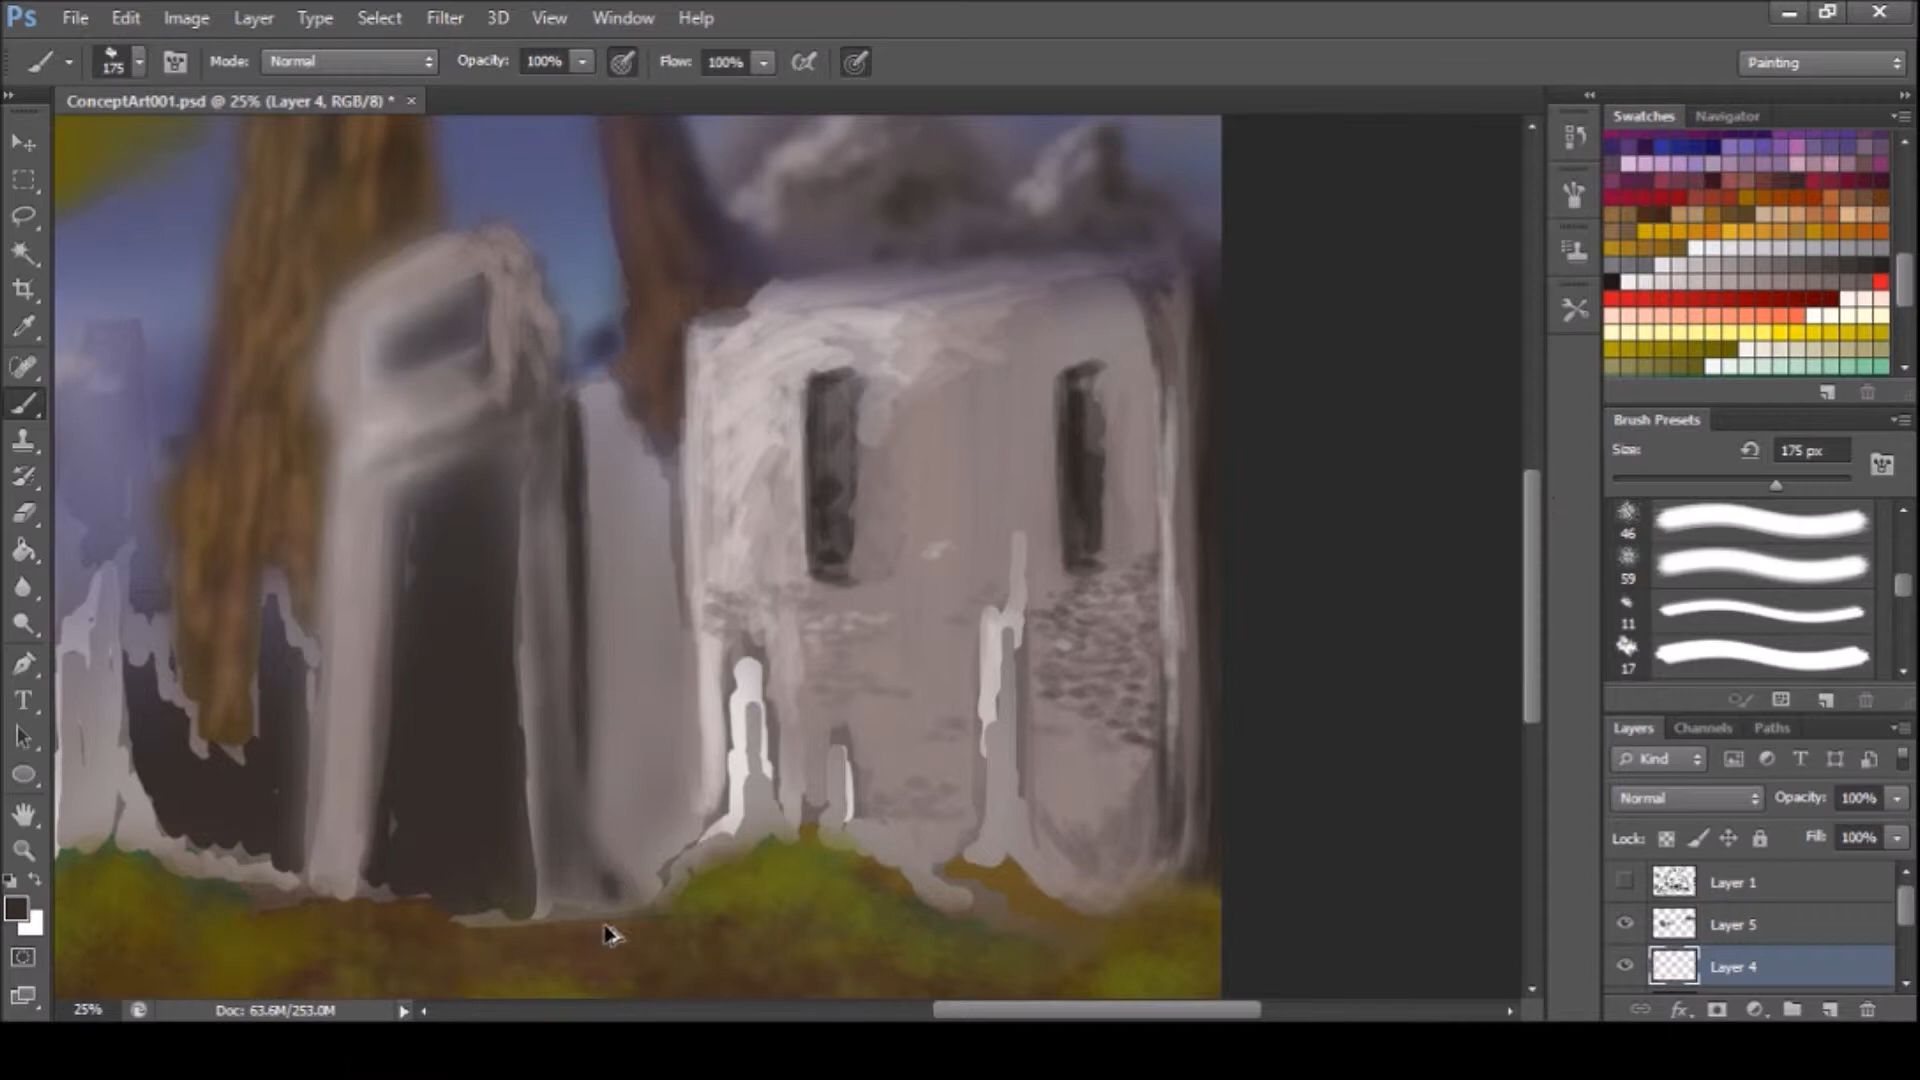 Ps File Edit Image Layer Type Select Filter 3D View Window Help
175 Mode: Normal Opacity: 100% Flow: 100% Painting
ConceptArt001.psd @ 25% (Layer 4, RGB/8) * ×
Swatches Navigator
Brush Presets
Size: 175 px
46
59
11
17
Layers Channels Paths
Kind
Normal Opacity: 100%
Lock: Fill: 100%
Layer 1
Layer 5
Layer 4
25% Doc: 63.6M/253.0M